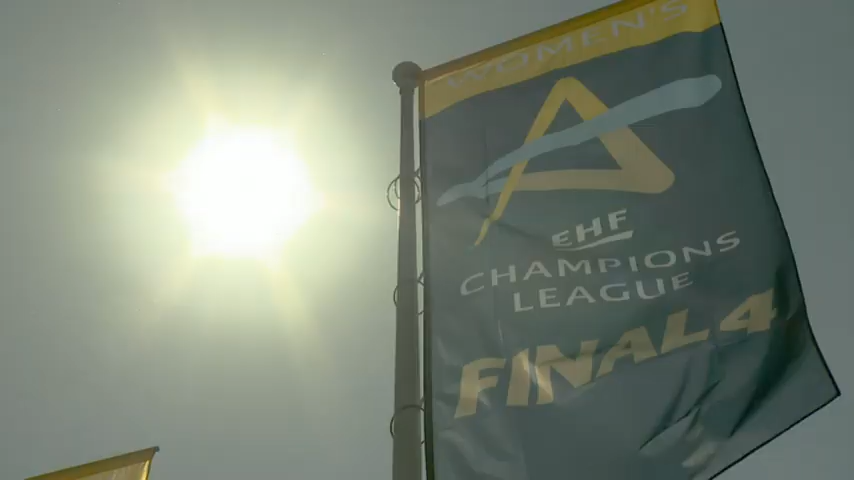 WOMEN'S
EHF
CHAMPIONS
LEAGUE
FINAL4